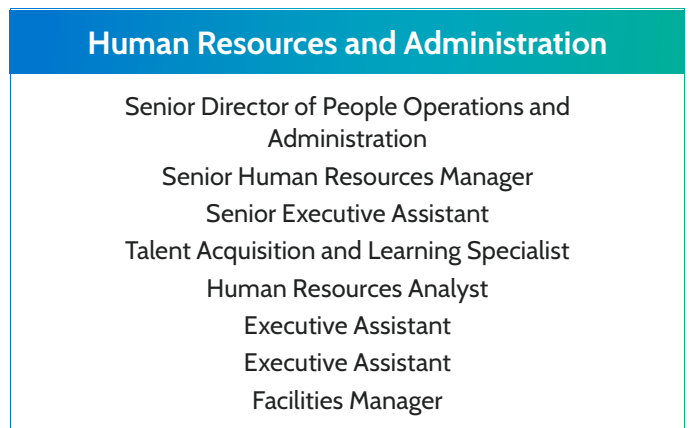 Human Resources and Administration
Senior Director of People Operations and
Administration
Senior Human Resources Manager
Senior Executive Assistant
Talent Acquisition and Learning Specialist
Human Resources Analyst
Executive Assistant
Executive Assistant
Facilities Manager